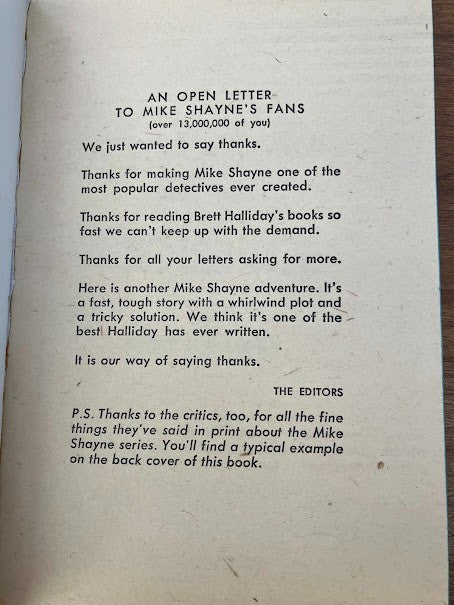 AN OPEN LETTER
TO MIKE SHAYNE'S FANS
(over 13,000,000 of you)
We just wanted to say thanks.
Thanks for making Mike Shayne one of the
most popular detectives ever created.
Thanks for reading Brett Halliday's books so
fast we can't keep up with the demand.
Thanks for all your letters asking for more.
Here is another Mike Shayne adventure. It's
a fast, tough story with a whirlwind plot and
a tricky solution. We think it's one of the
best Halliday has ever written.
It is our way of saying thanks.
THE EDITORS
P.S. Thanks to the critics, too, for all the fine
things they've said in print about the Mike
Shayne series. You'll find a typical example
on the back cover of this book.